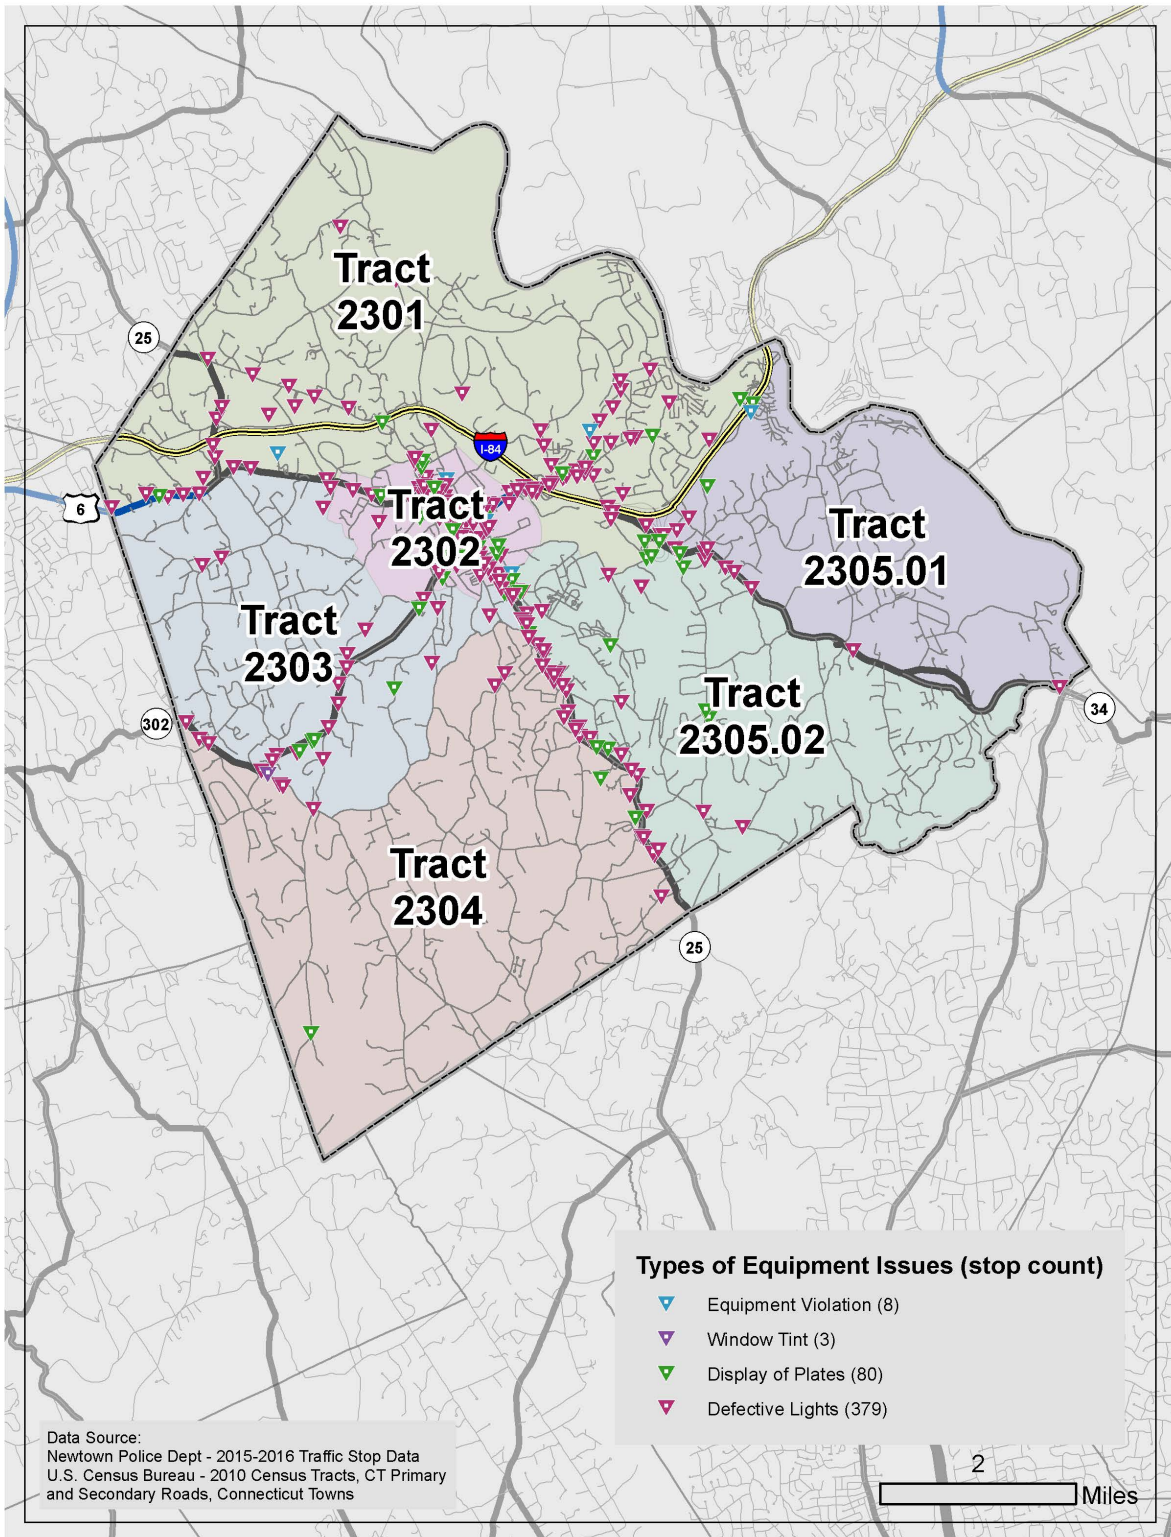 Tract
2301
25
I-84
6
Tract
2302
Tract
2305.01
Tract
2303
Tract
2305.02
302
34
Tract
2304
25
Types of Equipment Issues (stop count)
Equipment Violation (8)
Window Tint (3)
Display of Plates (80)
Defective Lights (379)
Data Source:
Newtown Police Dept - 2015-2016 Traffic Stop Data
U.S. Census Bureau - 2010 Census Tracts, CT Primary
and Secondary Roads, Connecticut Towns
2
Miles